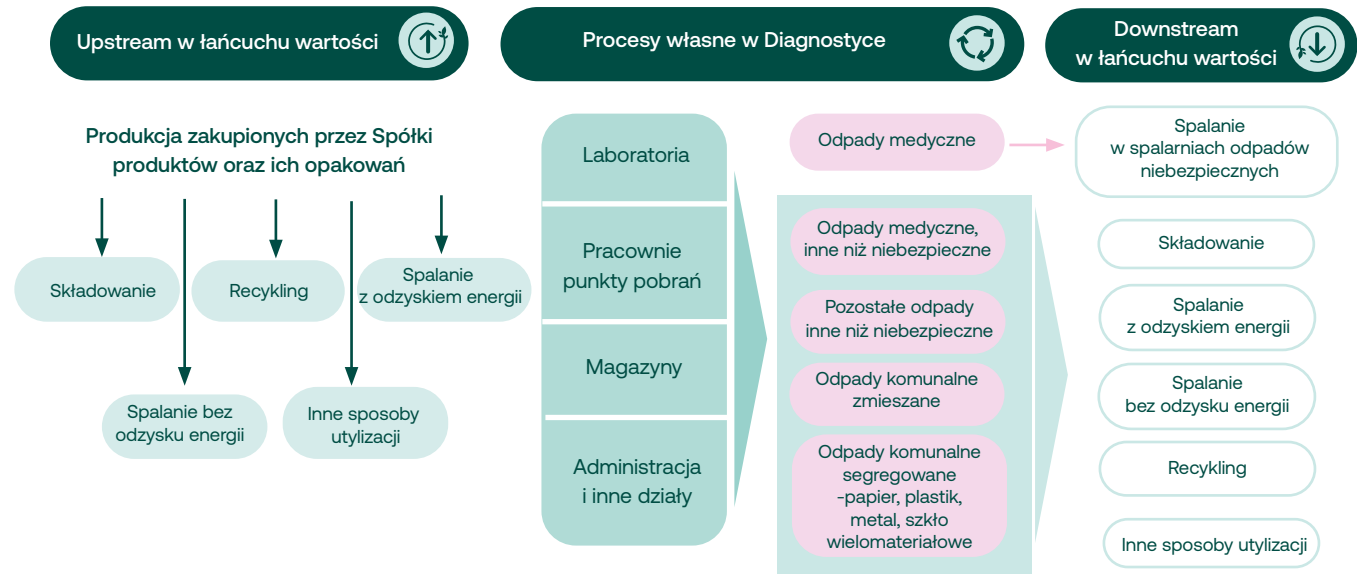 Upstream w łańcuchu wartości
Produkcja zakupionych przez Spółki
produktów oraz ich opakowań
Składowanie
Recykling
Spalanie
z odzyskiem energii
Spalanie bez
odzysku energii
Inne sposoby
utylizacji
Procesy własne w Diagnostyce
Laboratoria
Pracownie
punkty pobrań
Magazyny
Administracja
i inne działy
Odpady medyczne
Odpady medyczne,
inne niż niebezpieczne
Pozostałe odpady
inne niż niebezpieczne
Odpady komunalne
zmieszane
Odpady komunalne
segregowane
-papier, plastik,
metal, szkło
wielomateriałowe
Downstream
w łańcuchu wartości
Spalanie
w spalarniach odpadów
niebezpiecznych
Składowanie
Spalanie
z odzyskiem energii
Spalanie
bez odzysku energii
Recykling
Inne sposoby utylizacji